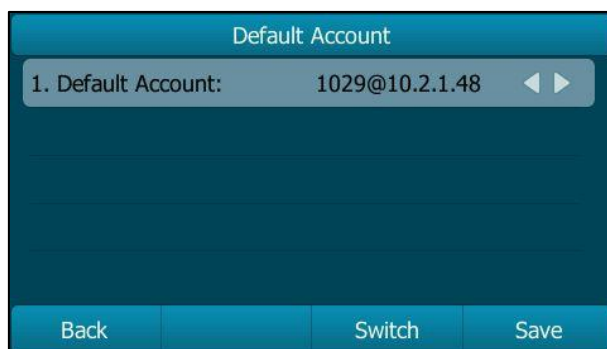 Default Account
1. Default Account: 1029@10.2.1.48
Back Switch Save